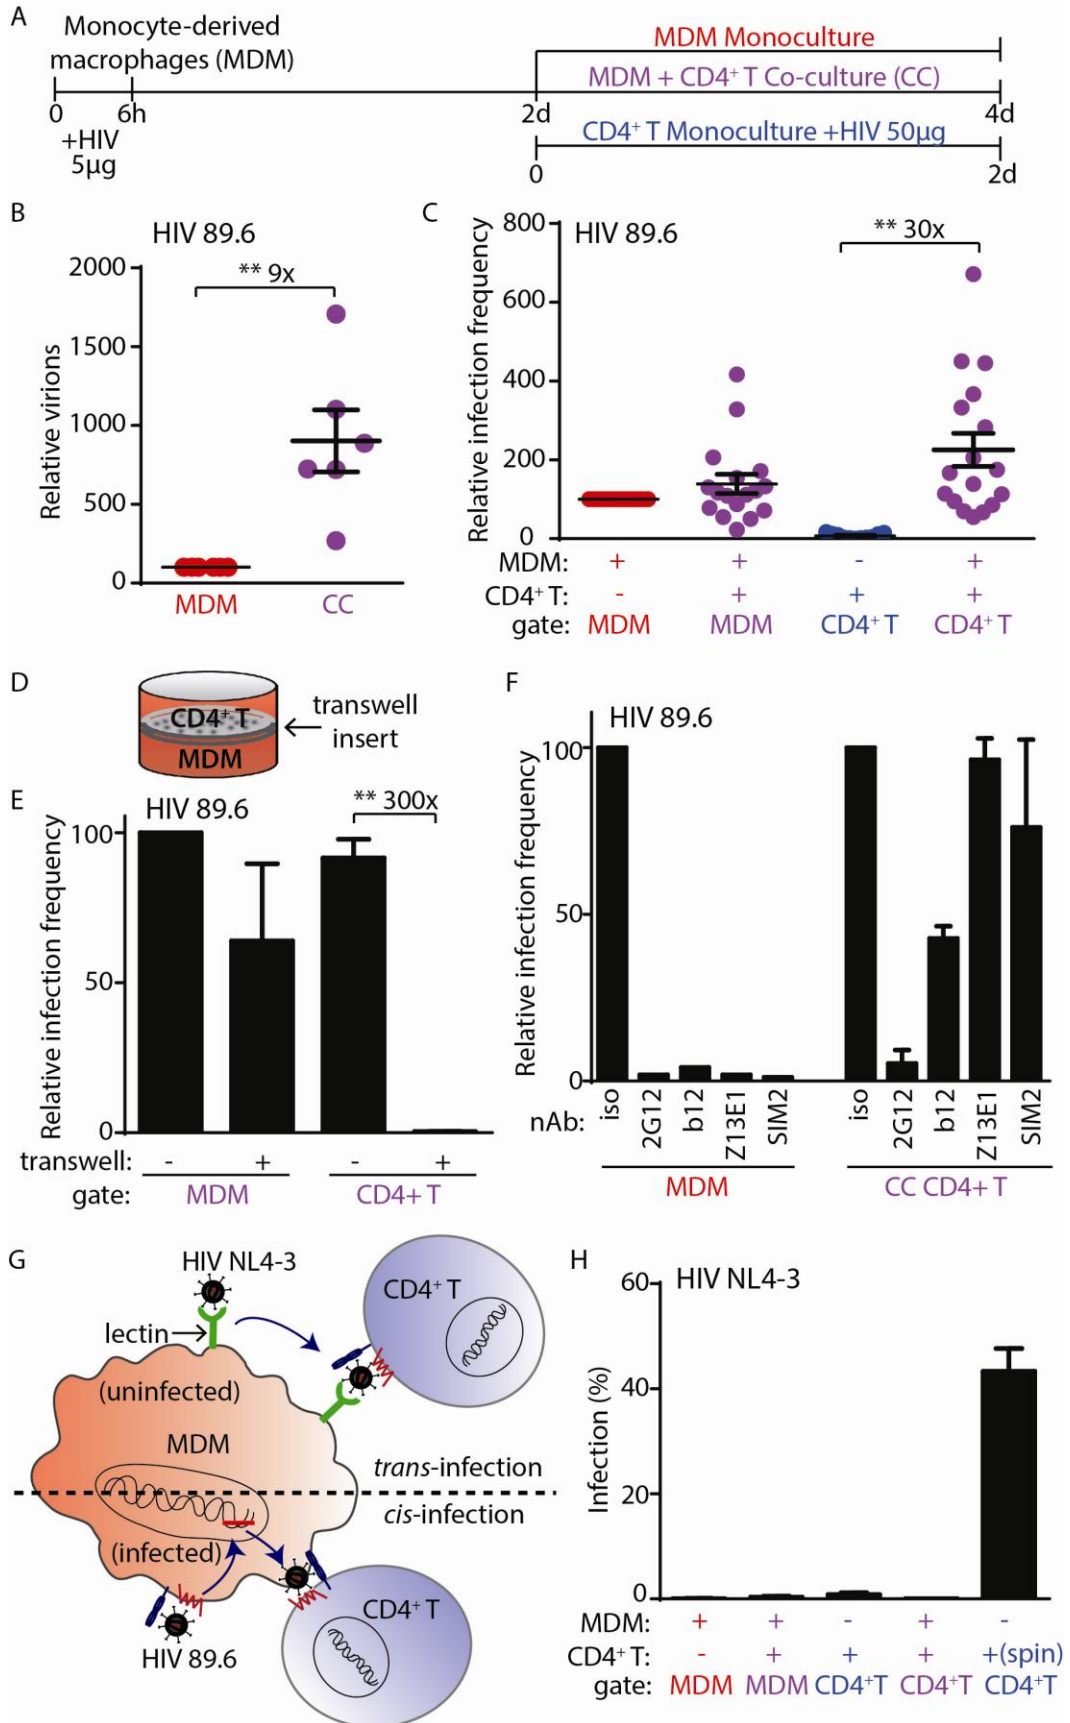 A
Monocyte-derived
macrophages (MDM)
MDM Monoculture
MDM + CD4⁺ T Co-culture (CC)
0 6h 2d 4d
+HIV
5µg
CD4⁺ T Monoculture +HIV 50µg
0 2d
B
HIV 89.6
** 9x
Relative virions
2000
1500
1000
500
0
MDM CC
C
HIV 89.6
** 30x
Relative infection frequency
800
600
400
200
0
MDM: + + - +
CD4⁺ T: - + + +
gate: MDM MDM CD4⁺ T CD4⁺ T
D
CD4⁺ T
MDM
transwell
insert
E
HIV 89.6
** 300x
Relative infection frequency
100
50
0
transwell: - + - +
gate: MDM CD4+ T
F
HIV 89.6
Relative infection frequency
100
50
0
nAb: iso 2G12 b12 Z13E1 SIM2 iso 2G12 b12 Z13E1 SIM2
MDM CC CD4+ T
G
HIV NL4-3
lectin
CD4⁺ T
(uninfected)
MDM
trans-infection
cis-infection
(infected)
CD4⁺ T
HIV 89.6
H
HIV NL4-3
Infection (%)
60
40
20
0
MDM: + + - + -
CD4⁺ T: - + + + +(spin)
gate: MDM MDM CD4⁺T CD4⁺T CD4⁺T